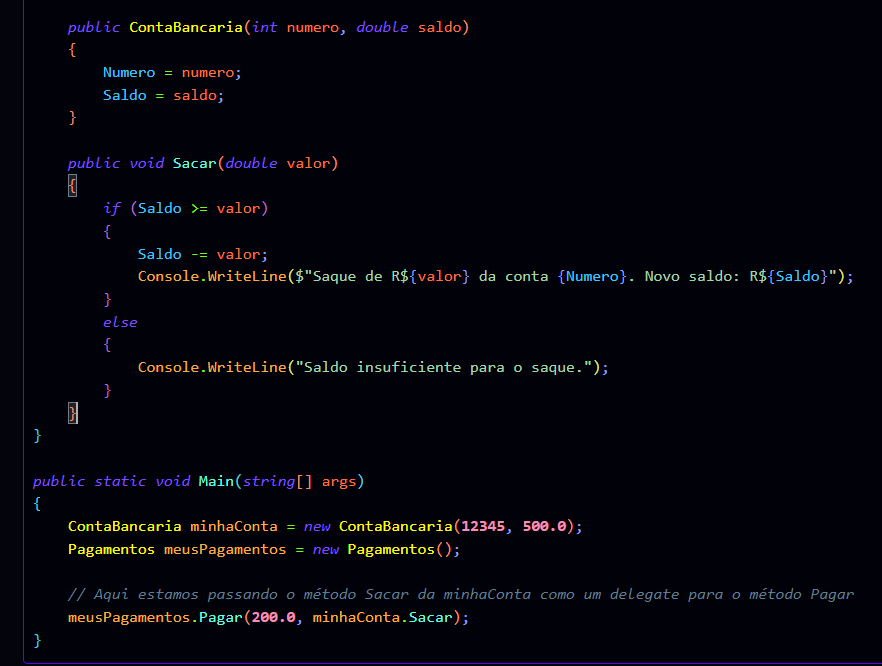 public ContaBancaria(int numero, double saldo)
{
Numero = numero;
Saldo = saldo;
}
public void Sacar(double valor)
{
if (Saldo >= valor)
{
Saldo -= valor;
Console.WriteLine($"Saque de R${valor} da conta {Numero}. Novo saldo: R${Saldo}");
}
else
{
Console.WriteLine("Saldo insuficiente para o saque.");
}
}
}
public static void Main(string[] args)
{
ContaBancaria minhaConta = new ContaBancaria(12345, 500.0);
Pagamentos meusPagamentos = new Pagamentos();
// Aqui estamos passando o método Sacar da minhaConta como um delegate para o método Pagar
meusPagamentos.Pagar(200.0, minhaConta.Sacar);
}